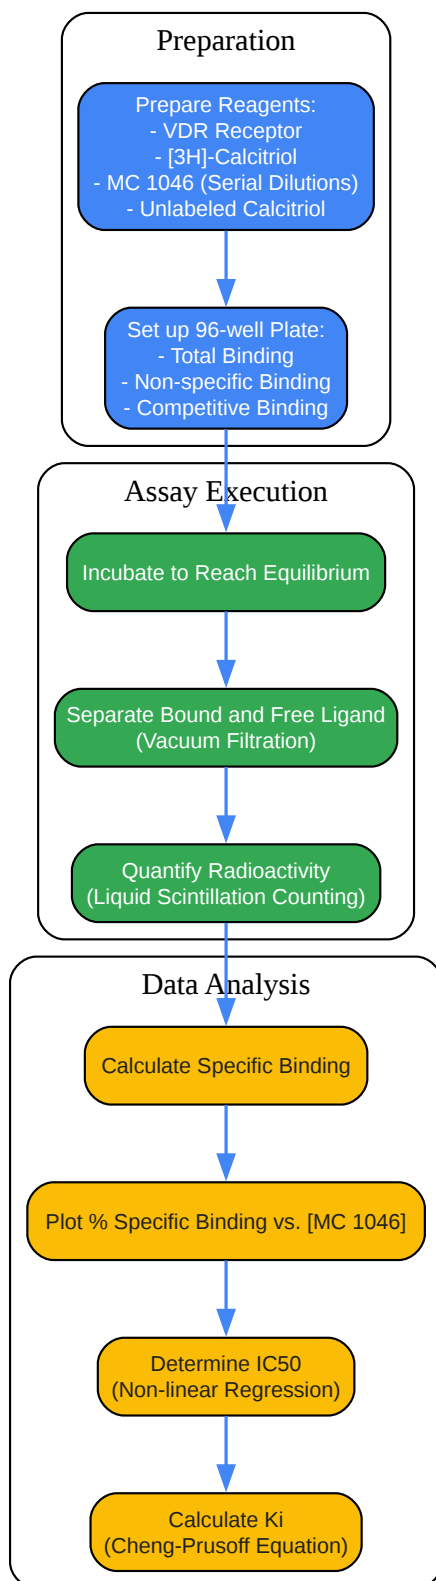 Preparation
Prepare Reagents:
- VDR Receptor
- [3H]-Calcitriol
- MC 1046 (Serial Dilutions)
- Unlabeled Calcitriol
Set up 96-well Plate:
- Total Binding
- Non-specific Binding
- Competitive Binding
Assay Execution
Incubate to Reach Equilibrium
Separate Bound and Free Ligand
(Vacuum Filtration)
Quantify Radioactivity
(Liquid Scintillation Counting)
Data Analysis
Calculate Specific Binding
Plot % Specific Binding vs. [MC 1046]
Determine IC50
(Non-linear Regression)
Calculate Ki
(Cheng-Prusoff Equation)